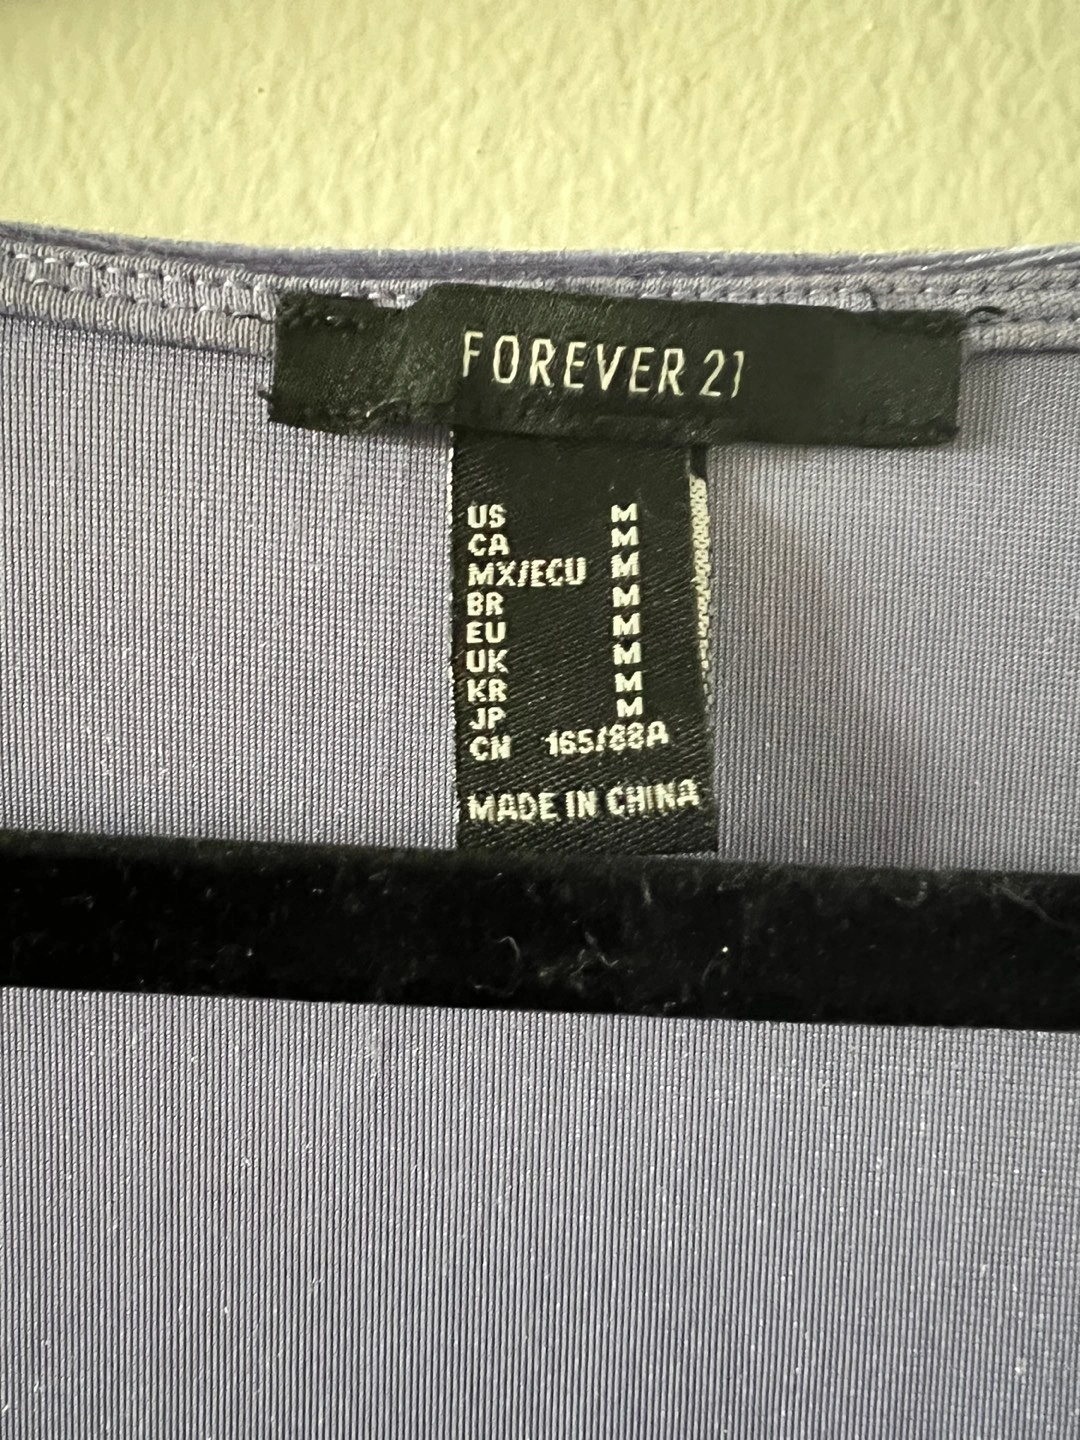 FOREVER 21
US M
CA M
MX/ECU M
BR M
EU M
UK M
KR M
JP M
CN 165/88A
MADE IN CHINA